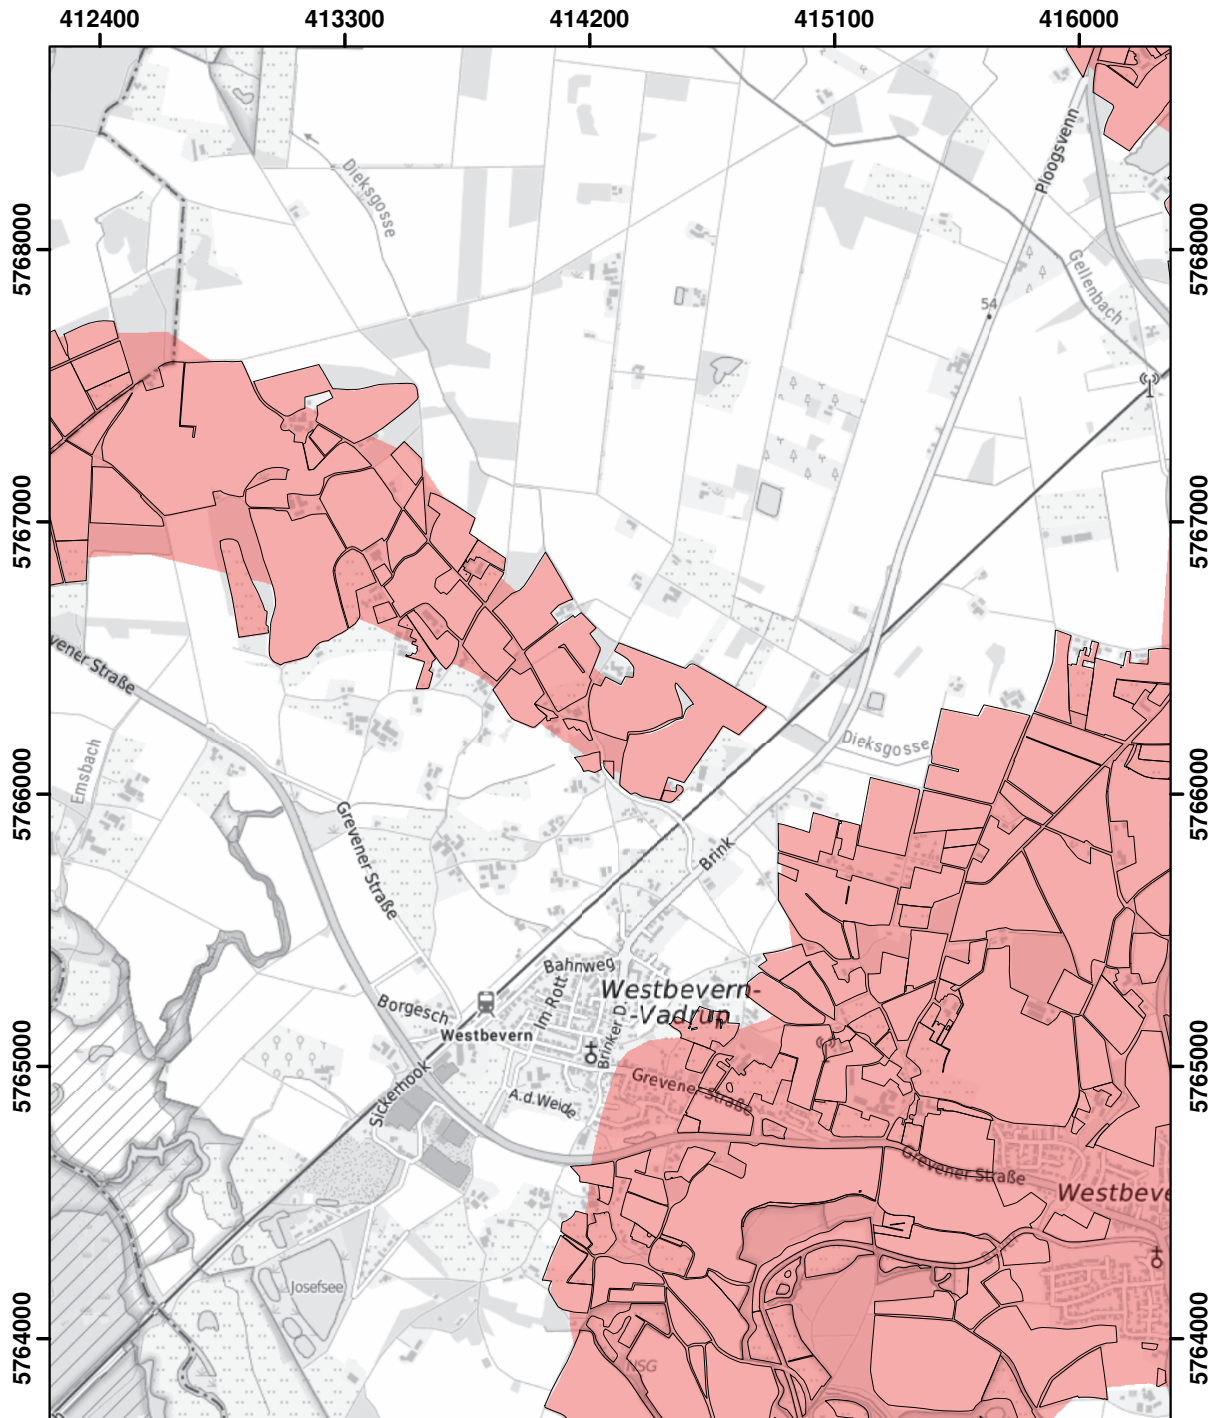 412400 413300 414200 415100 416000
Ploogsvenn
Dieksgosse
5768000
5768000
Gellenbach
54
5767000
5767000
vener Straße
Dieksgosse
Emsbach
5766000
5766000
Grevener Straße
Brink
Bahnweg
Westbevern-
-Vadrup
Im Rott
Borgesch
Westbevern
Brinker D.
5765000
5765000
Sickerhook
Grevener Straße
A.d.Weide
Grevener Straße
Westbeve
Josefsee
5764000
5764000
NSG